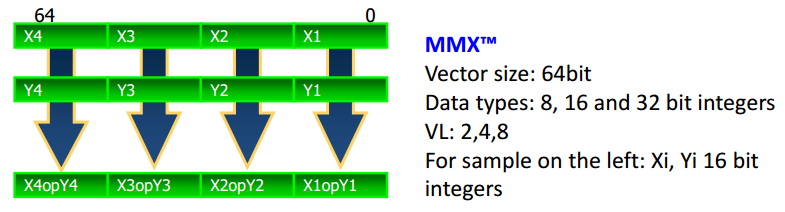 64 0
X4 X3 X2 X1
Y4 Y3 Y2 Y1
X4opY4 X3opY3 X2opY2 X1opY1
MMX™
Vector size: 64bit
Data types: 8, 16 and 32 bit integers
VL: 2,4,8
For sample on the left: Xi, Yi 16 bit
integers